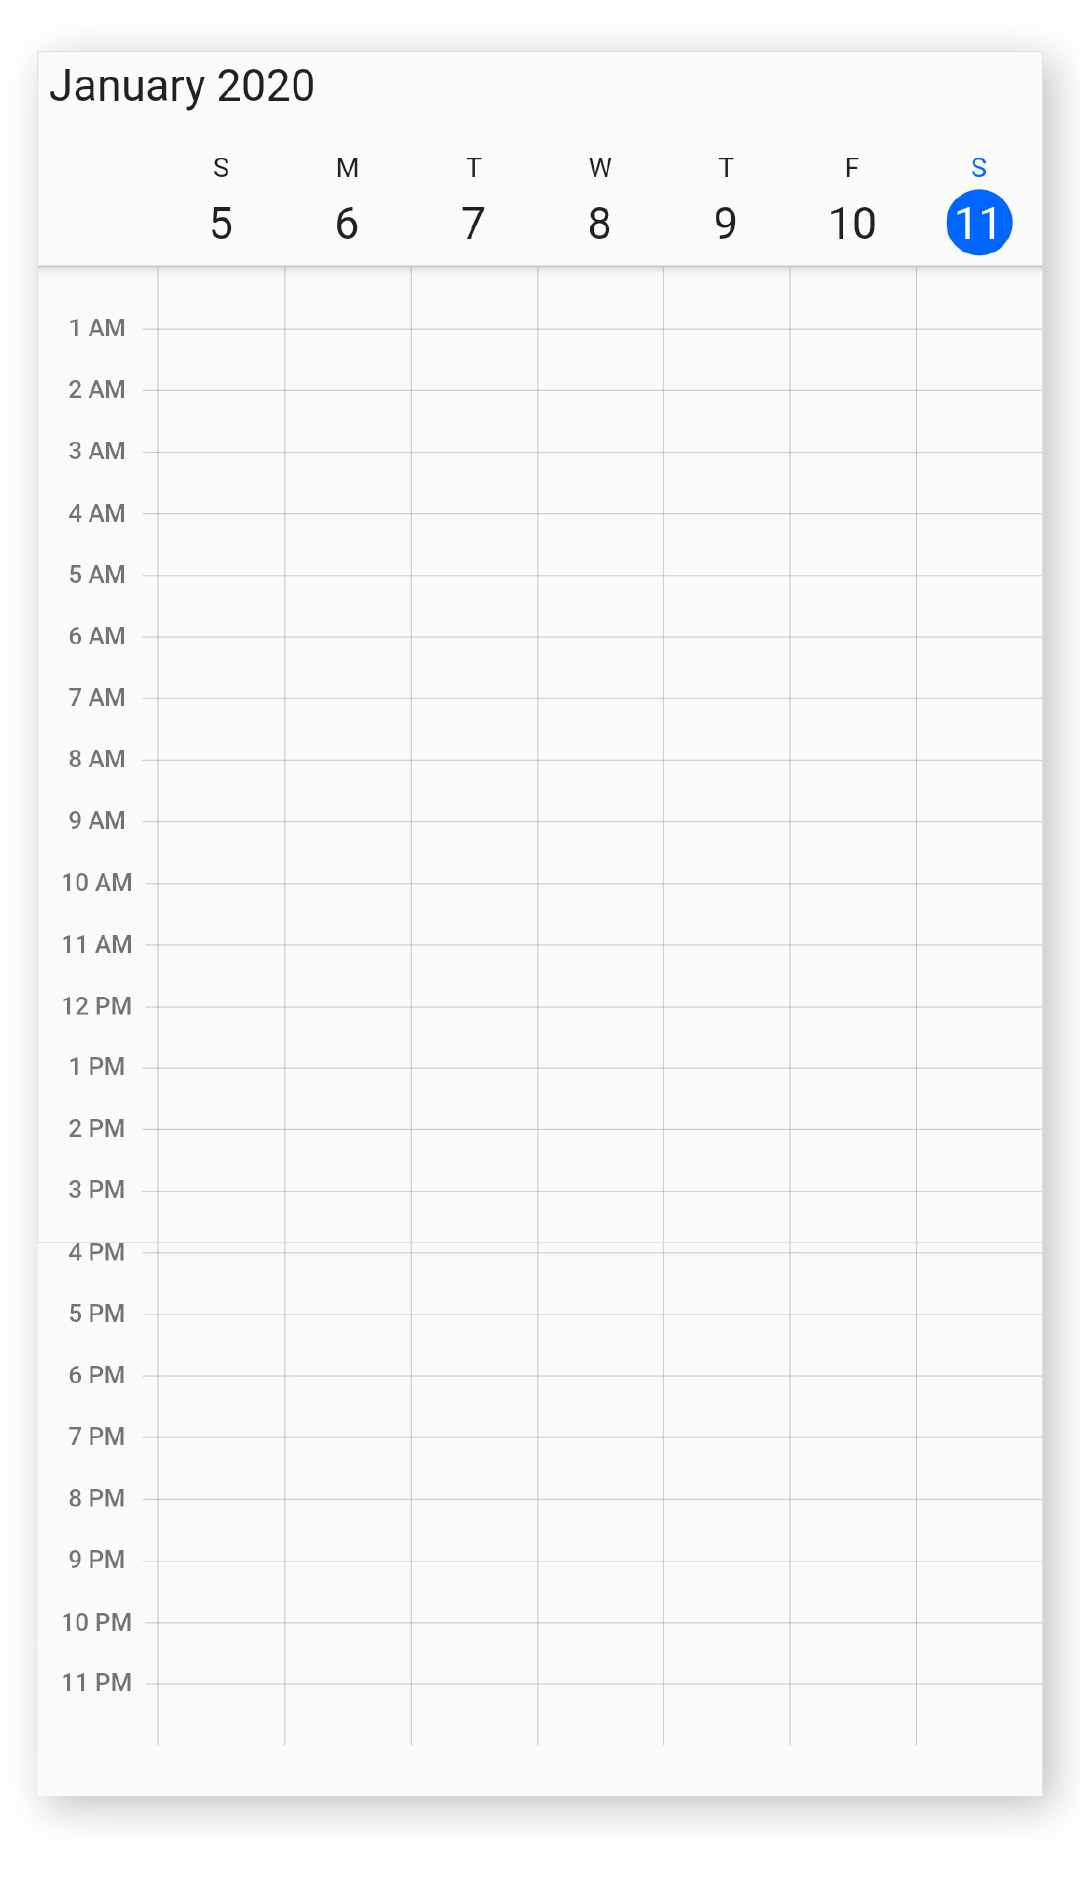 January 2020
S M T W T F S
5 6 7 8 9 10 11
1 AM
2 AM
3 AM
4 AM
5 AM
6 AM
7 AM
8 AM
9 AM
10 AM
11 AM
12 PM
1 PM
2 PM
3 PM
4 PM
5 PM
6 PM
7 PM
8 PM
9 PM
10 PM
11 PM